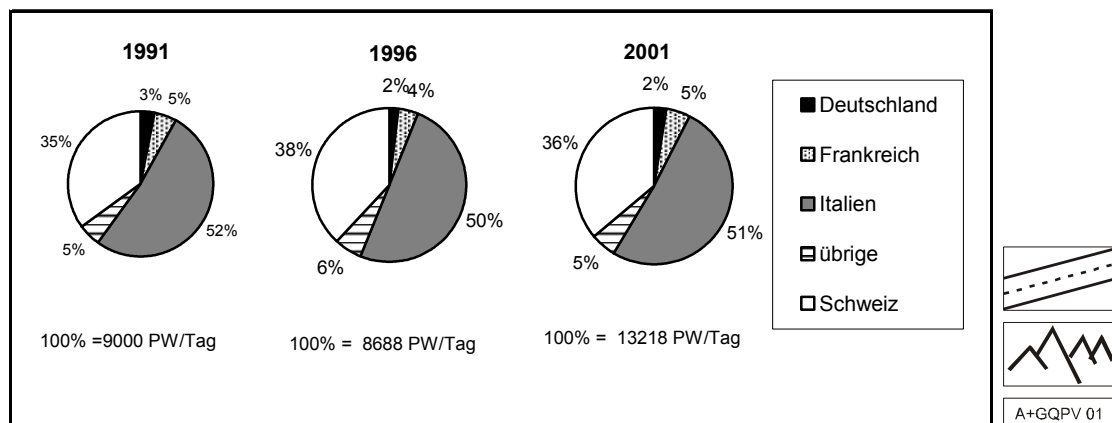 1991
3%
5%
52%
5%
35%
100% =9000 PW/Tag
1996
2%
4%
50%
6%
38%
100% = 8688 PW/Tag
2001
2%
5%
51%
5%
36%
100% = 13218 PW/Tag
Deutschland
Frankreich
Italien
übrige
Schweiz
A+GQPV 01